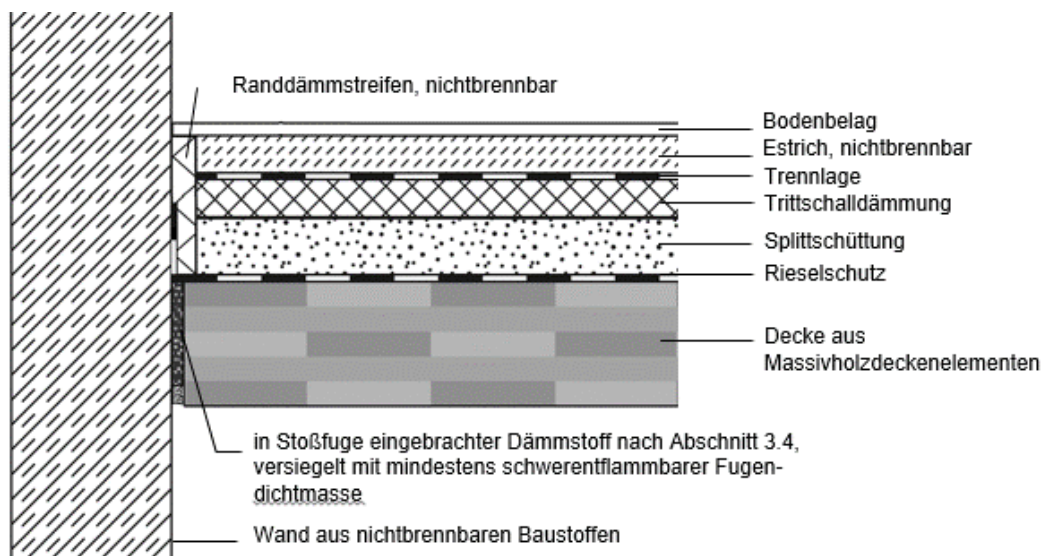 Randdämmstreifen, nichtbrennbar
Bodenbelag
Estrich, nichtbrennbar
Trennlage
Trittschalldämmung
Splittschüttung
Rieselschutz
Decke aus
Massivholzdeckenelementen
in Stoßfuge eingebrachter Dämmstoff nach Abschnitt 3.4,
versiegelt mit mindestens schwerentflammbarer Fugen-
dichtmasse
Wand aus nichtbrennbaren Baustoffen